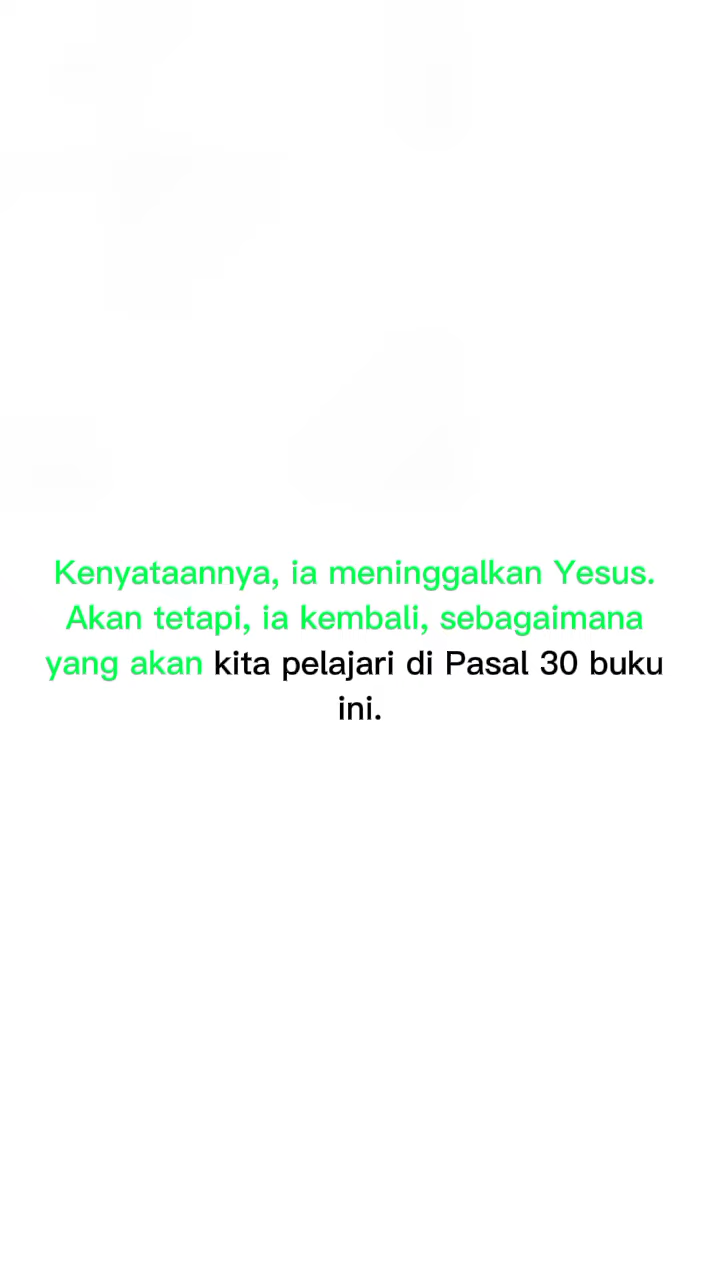 Kenyataannya, ia meninggalkan Yesus.
Akan tetapi, ia kembali, sebagaimana
yang akan kita pelajari di Pasal 30 buku
ini.